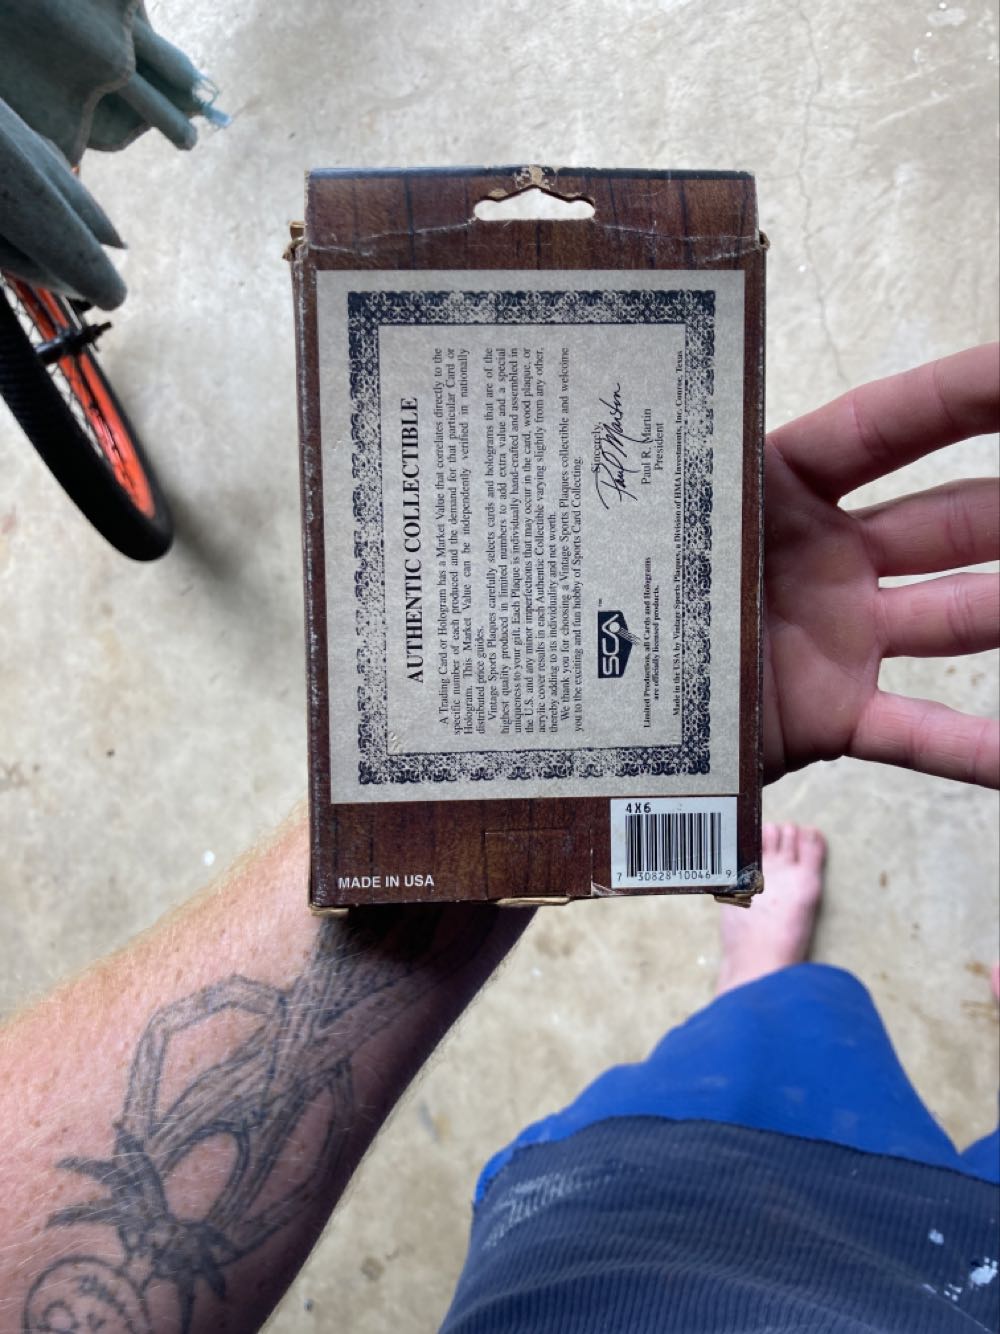 AUTHENTIC COLLECTIBLE
A Trading Card or Hologram has a Market Value that correlates directly to the
specific number of each produced and the demand for that particular Card or
Hologram. This Market Value can be independently verified in nationally
distributed price guides.
Vintage Sports Plaques carefully selects cards and holograms that are of the
highest quality produced in limited numbers to add extra value and a special
uniqueness to your gift. Each Plaque is individually hand-crafted and assembled in
the U.S. and any minor imperfections that may occur in the card, wood plaque, or
acrylic cover results in each Authentic Collectible varying slightly from any other,
thereby adding to its individuality and net worth.
We thank you for choosing a Vintage Sports Plaques collectible and welcome
you to the exciting and fun hobby of Sports Card Collecting.
Sincerely,
Paul Martin
Paul R. Martin
President
SCA™
Limited Production, all Cards and Holograms
are officially licensed products.
Made in the USA by Vintage Sports Plaques, a Division of HMA Investments, Inc. Conroe, Texas
4X6
7 30828 10046 9
MADE IN USA